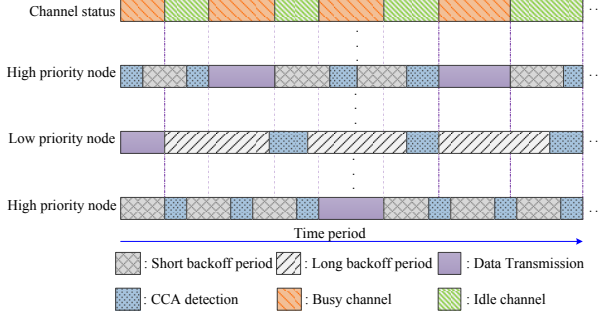 Channel status
. .
High priority node
. .
Low priority node
. .
High priority node
. .
Time period
: Short backoff period
: Long backoff period
: Data Transmission
: CCA detection
: Busy channel
: Idle channel